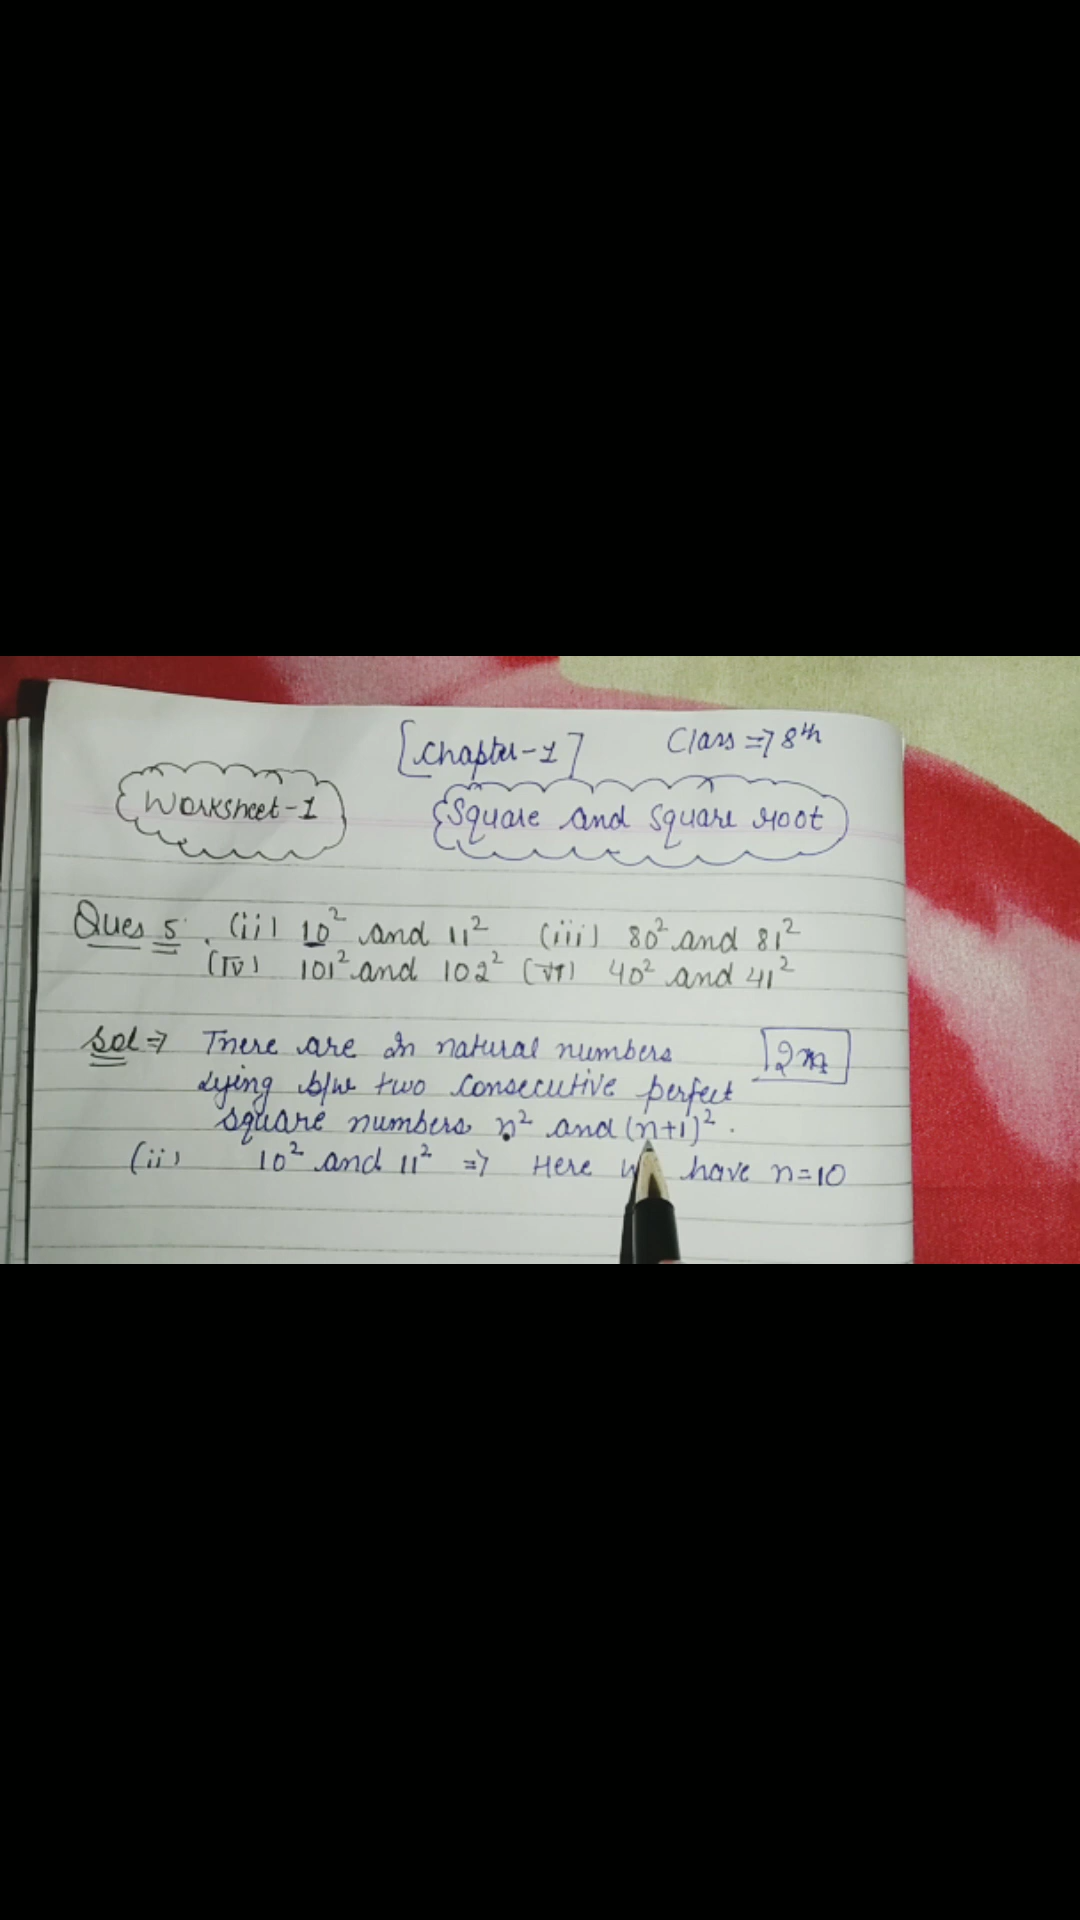 [Chapter-1] Class ⇒ 8th
Worksheet-1 Square and Square root
Ques 5. (ii) 10² and 11² (iii) 80² and 81²
(iv) 101² and 102² (vi) 40² and 41²
Sol ⇒ There are 2n natural numbers 2n
lying b/w two consecutive perfect
square numbers n² and (n+1)².
(ii) 10² and 11² ⇒ Here have n=10